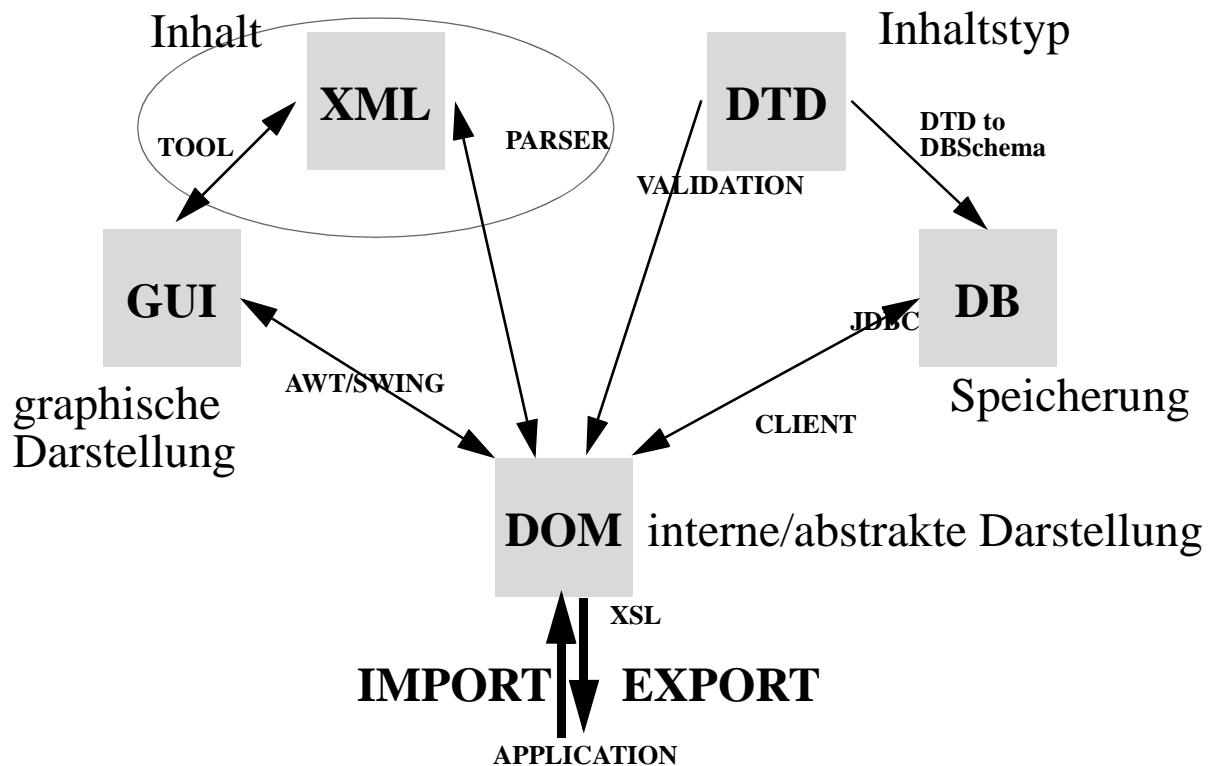 Inhalt
Inhaltstyp
XML
DTD
DTD to
DBSchema
TOOL
PARSER
VALIDATION
GUI
DB
JDBC
AWT/SWING
graphische
Darstellung
Speicherung
CLIENT
DOM
interne/abstrakte Darstellung
XSL
IMPORT
EXPORT
APPLICATION